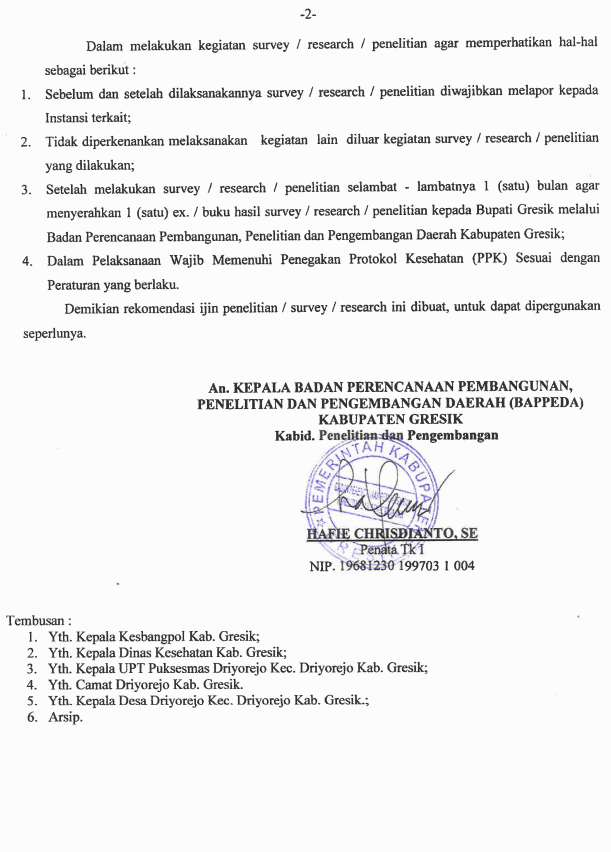 -2-
Dalam melakukan kegiatan survey / research / penelitian agar memperhatikan hal-hal
sebagai berikut :
1. Sebelum dan setelah dilaksanakannya survey / research / penelitian diwajibkan melapor kepada
Instansi terkait;
2. Tidak diperkenankan melaksanakan kegiatan lain diluar kegiatan survey / research / penelitian
yang dilakukan;
3. Setelah melakukan survey / research / penelitian selambat - lambatnya 1 (satu) bulan agar
menyerahkan 1 (satu) ex. / buku hasil survey / research / penelitian kepada Bupati Gresik melalui
Badan Perencanaan Pembangunan, Penelitian dan Pengembangan Daerah Kabupaten Gresik;
4. Dalam Pelaksanaan Wajib Memenuhi Penegakan Protokol Kesehatan (PPK) Sesuai dengan
Peraturan yang berlaku.
Demikian rekomendasi ijin penelitian / survey / research ini dibuat, untuk dapat dipergunakan
seperlunya.
An. KEPALA BADAN PERENCANAAN PEMBANGUNAN,
PENELITIAN DAN PENGEMBANGAN DAERAH (BAPPEDA)
KABUPATEN GRESIK
Kabid. Penelitian dan Pengembangan
PEMERINTAH KABUPATEN
HAFIE CHRISDIANTO, SE
Penata Tk I
NIP. 19681230 199703 1 004
Tembusan :
1. Yth. Kepala Kesbangpol Kab. Gresik;
2. Yth. Kepala Dinas Kesehatan Kab. Gresik;
3. Yth. Kepala UPT Puksesmas Driyorejo Kec. Driyorejo Kab. Gresik;
4. Yth. Camat Driyorejo Kab. Gresik.
5. Yth. Kepala Desa Driyorejo Kec. Driyorejo Kab. Gresik.;
6. Arsip.